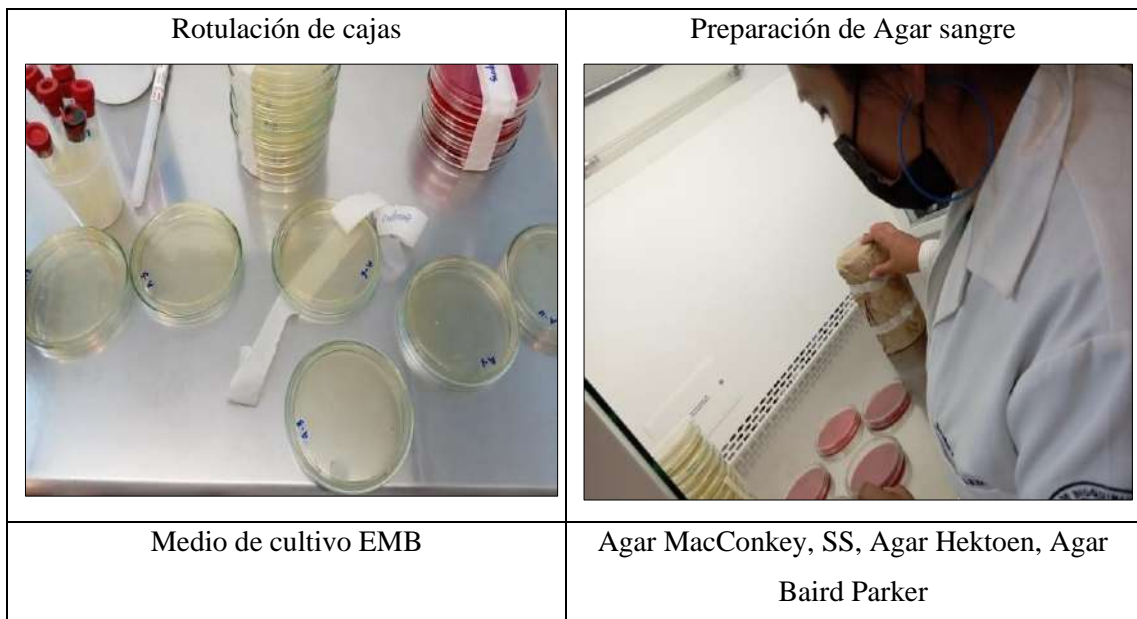 Rotulación de cajas
Preparación de Agar sangre
A-5
Medio de cultivo EMB
Agar MacConkey, SS, Agar Hektoen, Agar
Baird Parker